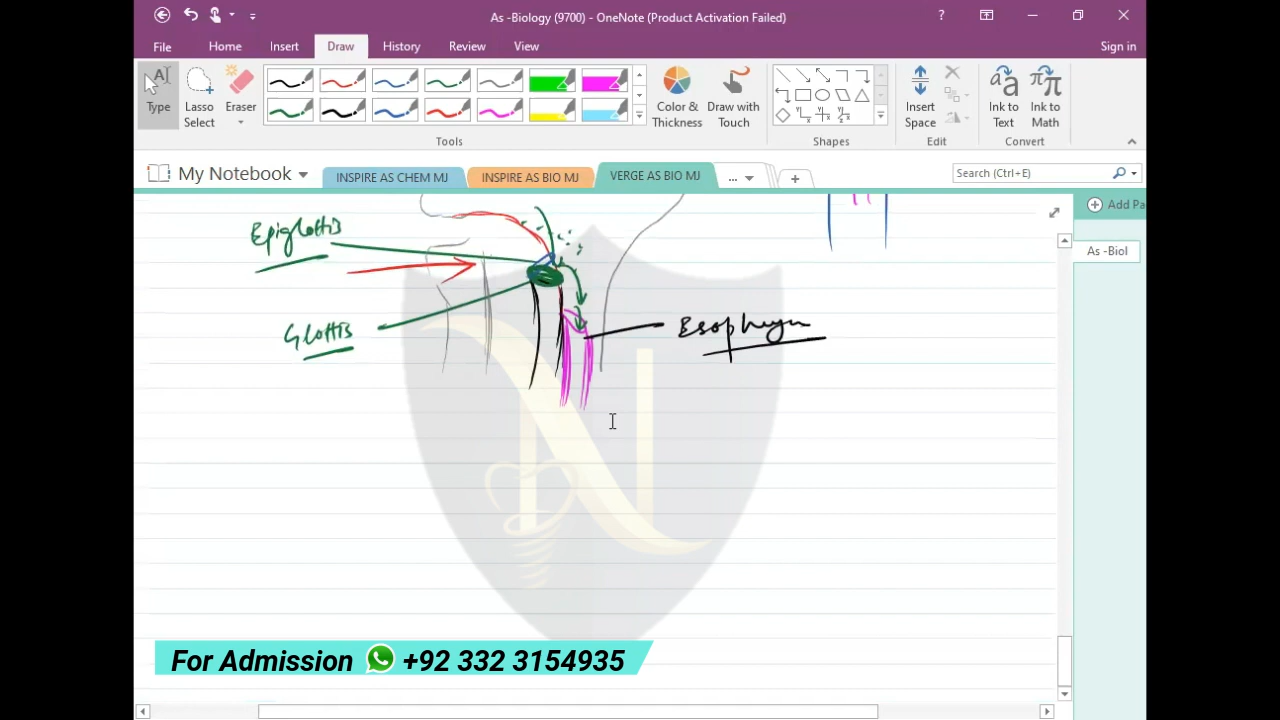 As -Biology (9700) - OneNote (Product Activation Failed)
?
File
Home
Insert
Draw
History
Review
View
Sign in
Type
Lasso
Select
Eraser
Color &
Thickness
Draw with
Touch
Insert
Space
Ink to
Text
Ink to
Math
Tools
Shapes
Edit
Convert
My Notebook
INSPIRE AS CHEM MJ
INSPIRE AS BIO MJ
VERGE AS BIO MJ
...
+
Search (Ctrl+E)
Add Pa
As -Biol
Epiglottis
Glottis
For Admission +92 332 3154935